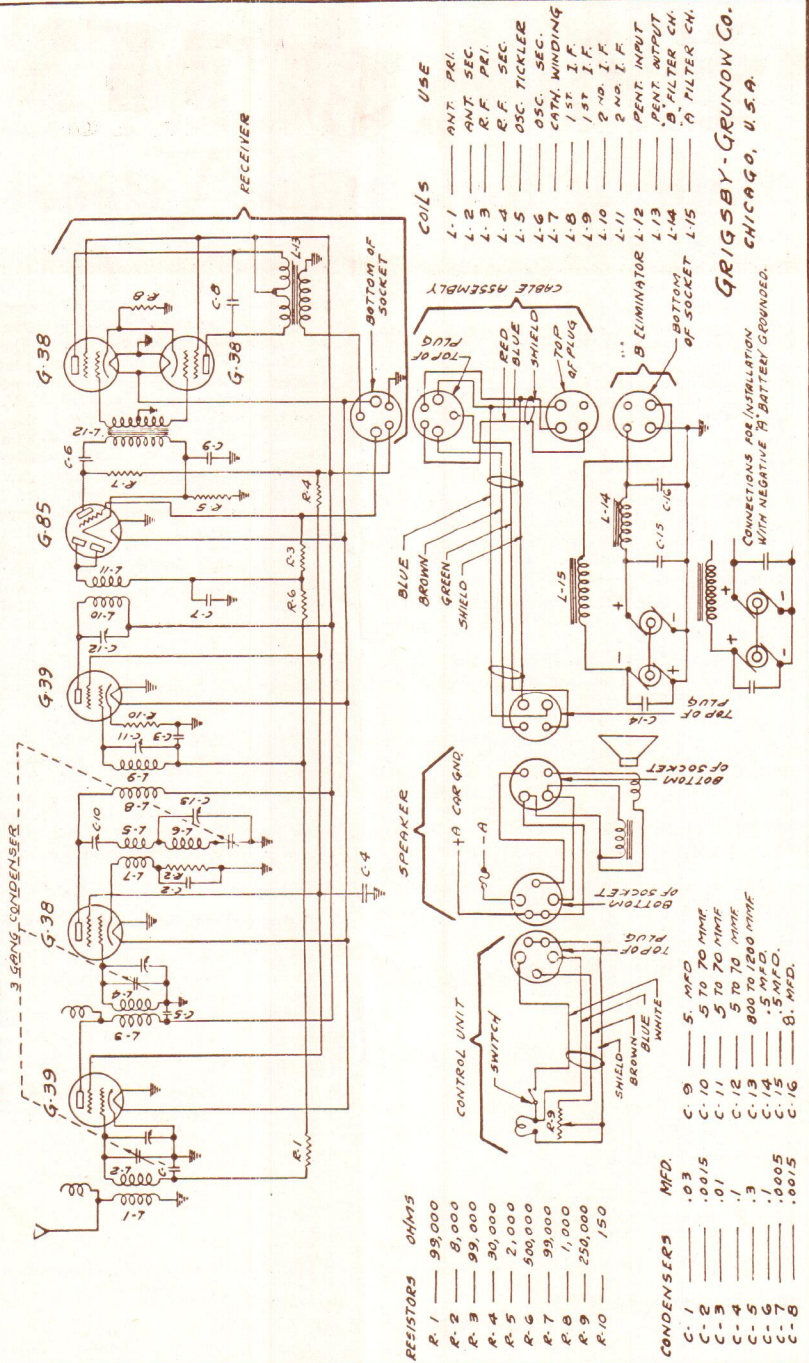 3 GANG CONDENSER
G-39
G-38
G-39
G-85
G-38
G-38
RECEIVER
L-1
L-2
C-1
R-1
L-3
L-4
C-5
C-4
L-7
R-2
C-2
C-10
L-5
L-6
C-13
L-8
L-9
C-11
R-10
C-3
C-12
L-10
L-11
C-7
R-6
R-3
R-4
R-5
R-7
C-6
C-9
L-12
R-8
C-8
L-13
BOTTOM OF
SOCKET
CONTROL UNIT
SWITCH
R-9
SHIELD
BROWN
BLUE
WHITE
TOP OF
PLUG
SPEAKER
+A CAR GND.
-A
BOTTOM
OF SOCKET
BOTTOM
OF SOCKET
TOP OF
PLUG
BLUE
BROWN
GREEN
SHIELD
CABLE ASSEMBLY
TOP OF
PLUG
RED
BLUE
SHIELD
TOP
OF PLUG
"B" ELIMINATOR
BOTTOM
OF SOCKET
L-15
L-14
C-14
C-15
C-16
+
-
-
+
+
-
+
-
CONNECTIONS FOR INSTALLATION
WITH NEGATIVE "A" BATTERY GROUNDED.
RESISTORS OHMS
R-1 99,000
R-2 8,000
R-3 99,000
R-4 30,000
R-5 2,000
R-6 500,000
R-7 99,000
R-8 1,000
R-9 250,000
R-10 150
CONDENSERS MFD.
C-1 .03
C-2 .0015
C-3 .01
C-4 .1
C-5 .3
C-6 .1
C-7 .0005
C-8 .0015
C-9 5. MFD
C-10 5 TO 70 MMF.
C-11 5 TO 70 MMF
C-12 5 TO 70 MMF
C-13 800 TO 1200 MMF
C-14 .5 MFD.
C-15 .5 MFD.
C-16 8. MFD.
COILS USE
L-1 ANT. PRI.
L-2 ANT. SEC.
L-3 R.F. PRI.
L-4 R.F. SEC.
L-5 OSC. TICKLER
L-6 OSC. SEC.
L-7 CATH. WINDING
L-8 1 ST I.F.
L-9 1 ST I.F.
L-10 2 ND. I.F.
L-11 2 ND. I.F.
L-12 PENT. INPUT
L-13 PENT. OUTPUT
L-14 "B" FILTER CH.
L-15 "A" FILTER CH.
GRIGSBY-GRUNOW CO.
CHICAGO, U.S.A.